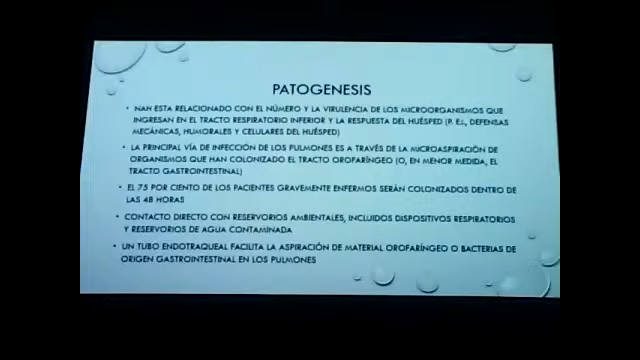 PATOGENESIS
• NAH ESTA RELACIONADO CON EL NÚMERO Y LA VIRULENCIA DE LOS MICROORGANISMOS QUE
INGRESAN EN EL TRACTO RESPIRATORIO INFERIOR Y LA RESPUESTA DEL HUÉSPED (P. EJ., DEFENSAS
MECÁNICAS, HUMORALES Y CELULARES DEL HUÉSPED)
• LA PRINCIPAL VÍA DE INFECCIÓN DE LOS PULMONES ES A TRAVÉS DE LA MICROASPIRACIÓN DE
ORGANISMOS QUE HAN COLONIZADO EL TRACTO OROFARÍNGEO (O, EN MENOR MEDIDA, EL
TRACTO GASTROINTESTINAL)
• EL 75 POR CIENTO DE LOS PACIENTES GRAVEMENTE ENFERMOS SERÁN COLONIZADOS DENTRO DE
LAS 48 HORAS
• CONTACTO DIRECTO CON RESERVORIOS AMBIENTALES, INCLUIDOS DISPOSITIVOS RESPIRATORIOS
Y RESERVORIOS DE AGUA CONTAMINADA
• UN TUBO ENDOTRAQUEAL FACILITA LA ASPIRACIÓN DE MATERIAL OROFARÍNGEO O BACTERIAS DE
ORIGEN GASTROINTESTINAL EN LOS PULMONES